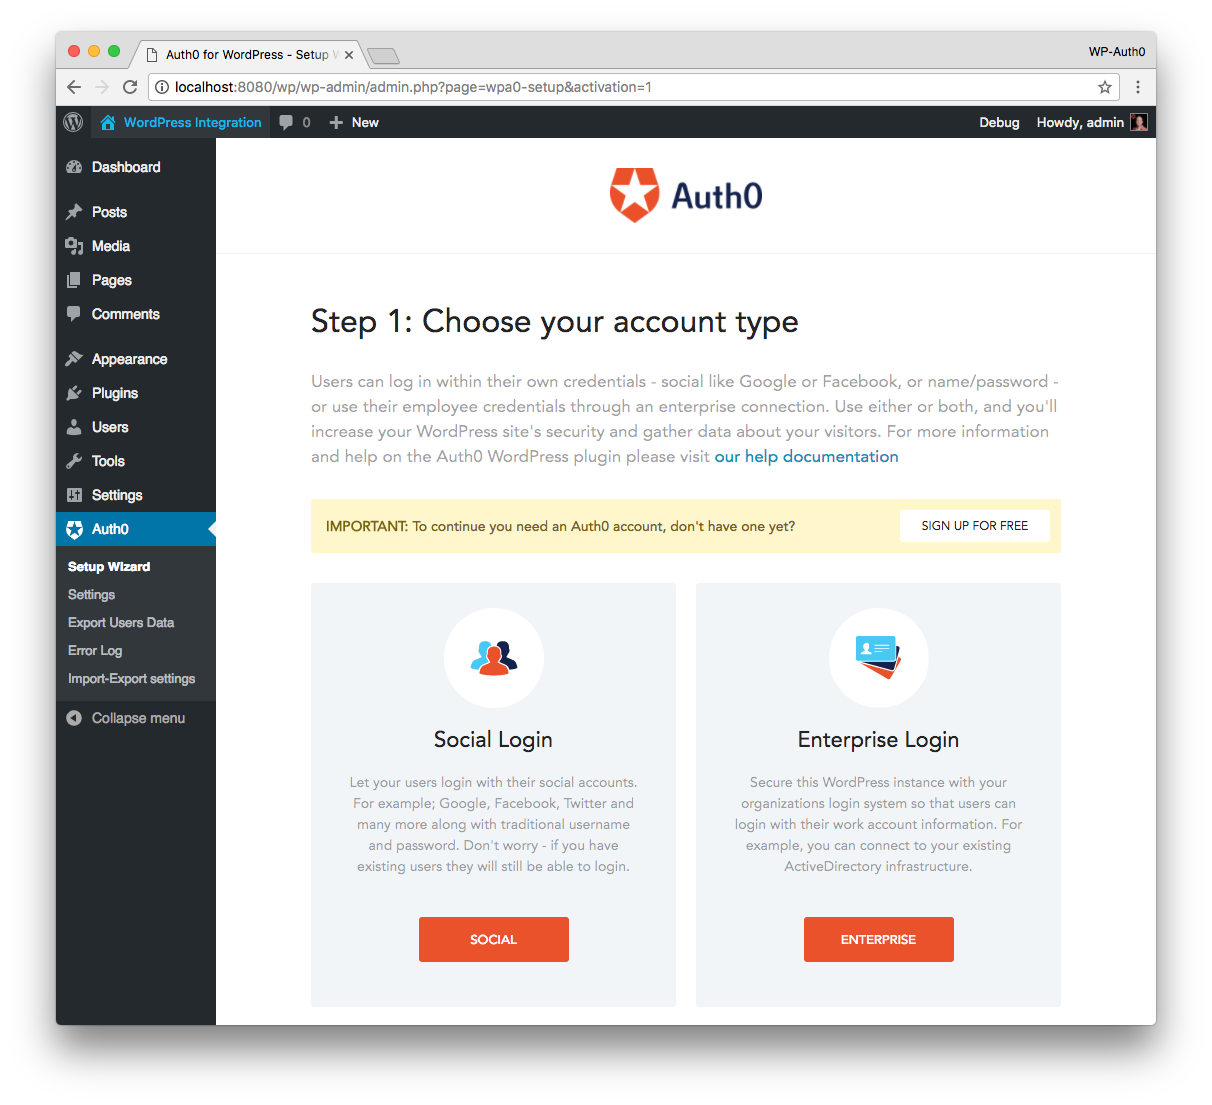 Auth0 for WordPress - Setup
WP-Auth0
localhost:8080/wp/wp-admin/admin.php?page=wpa0-setup&activation=1
WordPress Integration
0
New
Debug
Howdy, admin
Dashboard
Posts
Media
Pages
Comments
Appearance
Plugins
Users
Tools
Settings
Auth0
Setup Wizard
Settings
Export Users Data
Error Log
Import-Export settings
Collapse menu
Auth0
Step 1: Choose your account type
Users can log in within their own credentials - social like Google or Facebook, or name/password -
or use their employee credentials through an enterprise connection. Use either or both, and you'll
increase your WordPress site's security and gather data about your visitors. For more information
and help on the Auth0 WordPress plugin please visit our help documentation
IMPORTANT: To continue you need an Auth0 account, don't have one yet?
SIGN UP FOR FREE
Social Login
Let your users login with their social accounts.
For example; Google, Facebook, Twitter and
many more along with traditional username
and password. Don't worry - if you have
existing users they will still be able to login.
SOCIAL
Enterprise Login
Secure this WordPress instance with your
organizations login system so that users can
login with their work account information. For
example, you can connect to your existing
ActiveDirectory infrastructure.
ENTERPRISE